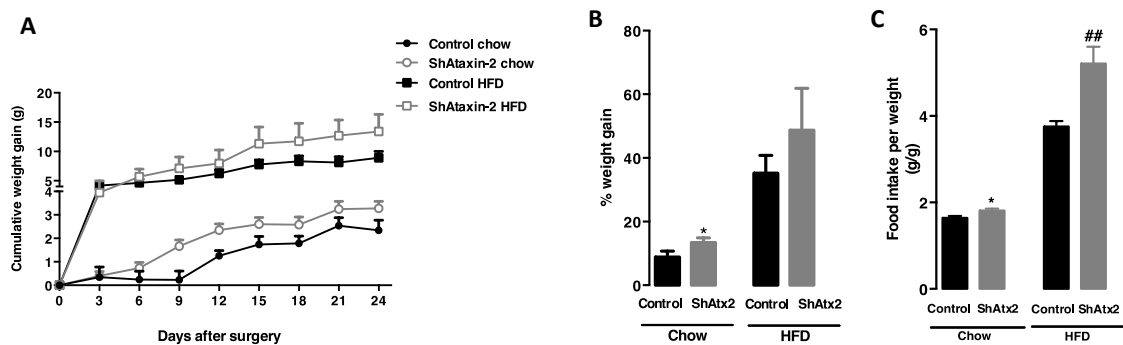 A
Control chow
ShAtaxin-2 chow
Control HFD
ShAtaxin-2 HFD
Cumulative weight gain (g)
20
15
10
5
4
3
2
1
0
0 3 6 9 12 15 18 21 24
Days after surgery
B
% weight gain
80
60
40
20
0
*
Control ShAtx2 Control ShAtx2
Chow HFD
C
Food intake per weight
(g/g)
6
4
2
0
*
##
Control ShAtx2 Control ShAtx2
Chow HFD